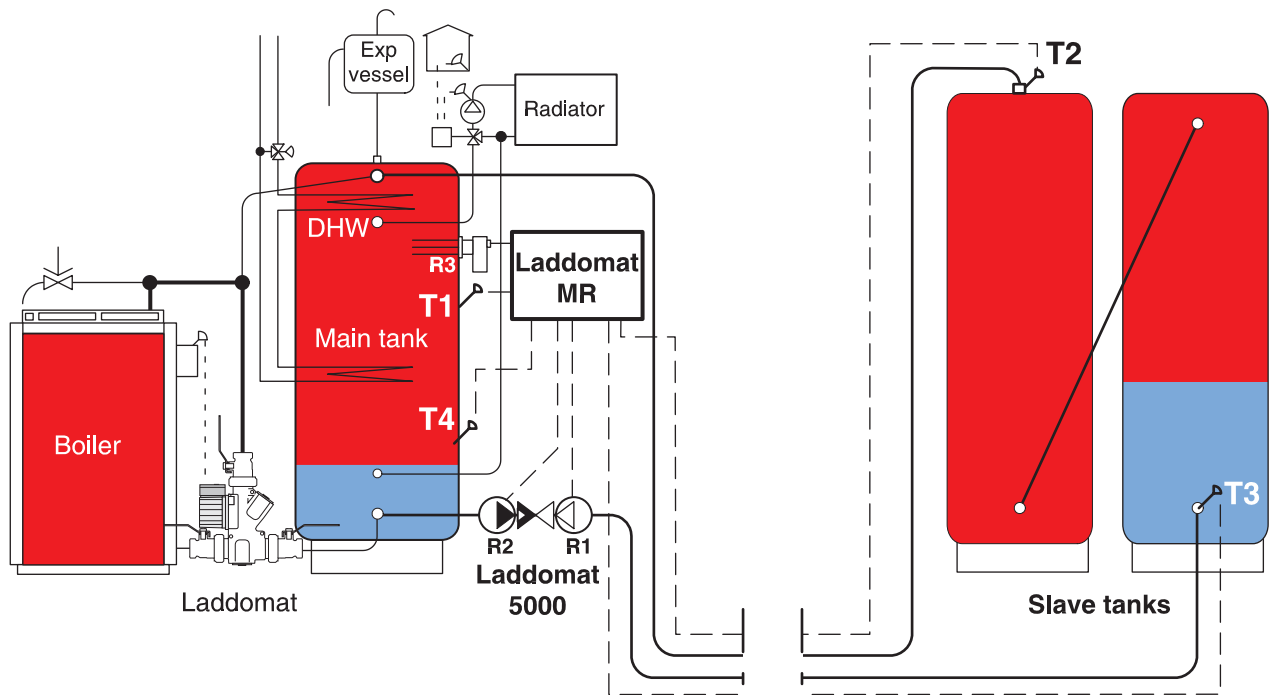 Exp
vessel
T2
Radiator
DHW
R3
Laddomat
MR
T1
Main tank
T4
Boiler
T3
R2
R1
Laddomat
5000
Laddomat
Slave tanks